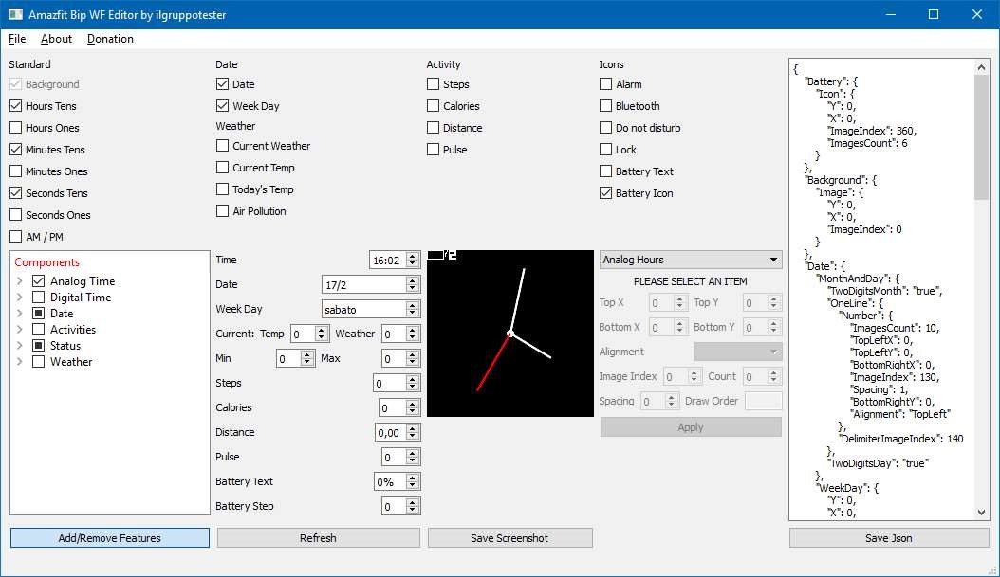 Amazfit Bip WF Editor by ilgruppotester
File About Donation
Standard
Background
Hours Tens
Hours Ones
Minutes Tens
Minutes Ones
Seconds Tens
Seconds Ones
AM / PM
Date
Date
Week Day
Weather
Current Weather
Current Temp
Today's Temp
Air Pollution
Activity
Steps
Calories
Distance
Pulse
Icons
Alarm
Bluetooth
Do not disturb
Lock
Battery Text
Battery Icon
Components
Analog Time
Digital Time
Date
Activities
Status
Weather
Add/Remove Features
Time 16:02
Date 17/2
Week Day sabato
Current: Temp 0 Weather 0
Min 0 Max 0
Steps 0
Calories 0
Distance 0,00
Pulse 0
Battery Text 0%
Battery Step 0
Refresh
Save Screenshot
Analog Hours
PLEASE SELECT AN ITEM
Top X 0 Top Y 0
Bottom X 0 Bottom Y 0
Alignment
Image Index 0 Count 0
Spacing 0 Draw Order
Apply
{
"Battery": {
"Icon": {
"Y": 0,
"X": 0,
"ImageIndex": 360,
"ImagesCount": 6
}
},
"Background": {
"Image": {
"Y": 0,
"X": 0,
"ImageIndex": 0
}
},
"Date": {
"MonthAndDay": {
"TwoDigitsMonth": "true",
"OneLine": {
"Number": {
"ImagesCount": 10,
"TopLeftX": 0,
"TopLeftY": 0,
"BottomRightX": 0,
"ImageIndex": 130,
"Spacing": 1,
"BottomRightY": 0,
"Alignment": "TopLeft"
},
"DelimiterImageIndex": 140
},
"TwoDigitsDay": "true"
},
"WeekDay": {
"Y": 0,
"X": 0,
Save Json